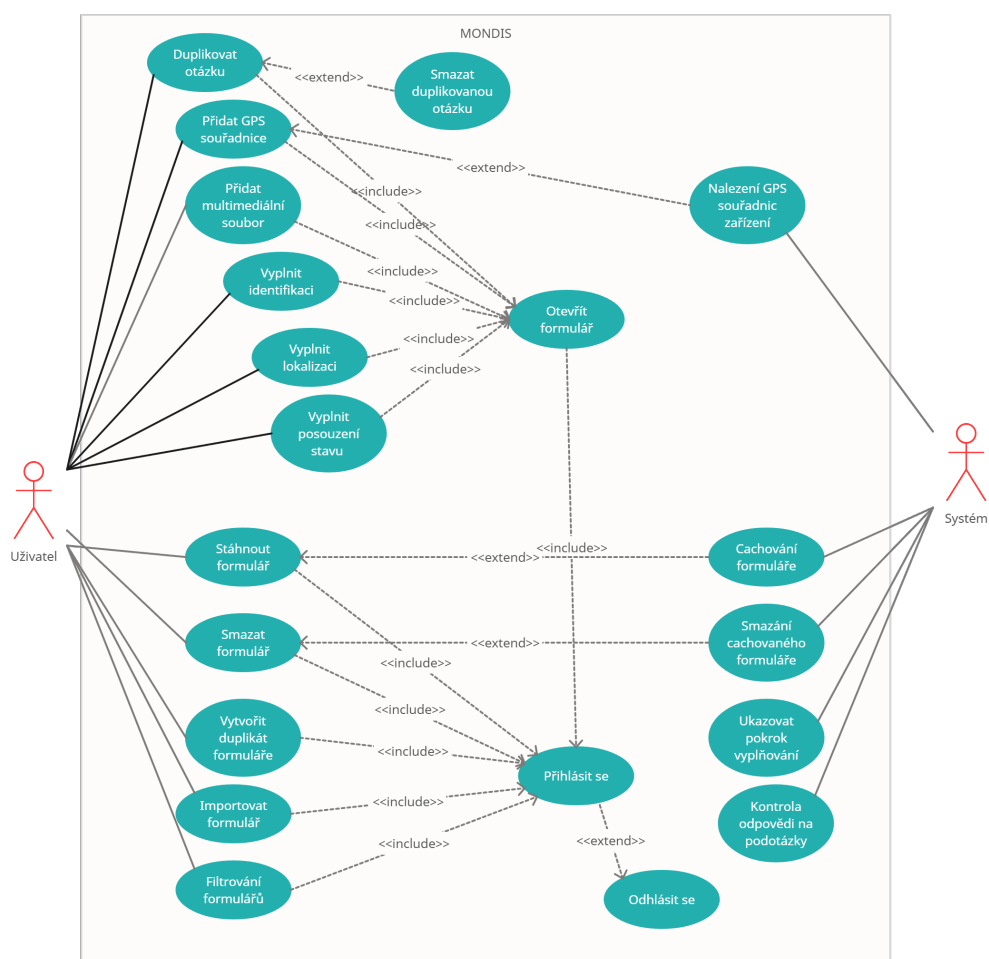 MONDIS
Duplikovat
otázku
<<extend>>
Smazat
duplikovanou
otázku
Přidat GPS
souřadnice
<<extend>>
Přidat
multimediální
soubor
<<include>>
Nalezení GPS
souřadnic
zařízení
<<include>>
Vyplnit
identifikaci
<<include>>
<<include>>
Otevřít
formulář
Vyplnit
lokalizaci
<<include>>
<<include>>
Vyplnit
posouzení
stavu
Uživatel
Systém
Stáhnout
formulář
<<extend>>
<<include>>
Cachování
formuláře
Smazat
formulář
<<extend>>
Smazání
cachovaného
formuláře
<<include>>
<<include>>
Vytvořit
duplikát
formuláře
<<include>>
Ukazovat
pokrok
vyplňování
Přihlásit se
Importovat
formulář
<<include>>
Kontrola
odpovědi na
podotázky
<<include>>
<<extend>>
Filtrování
formulářů
Odhlásit se